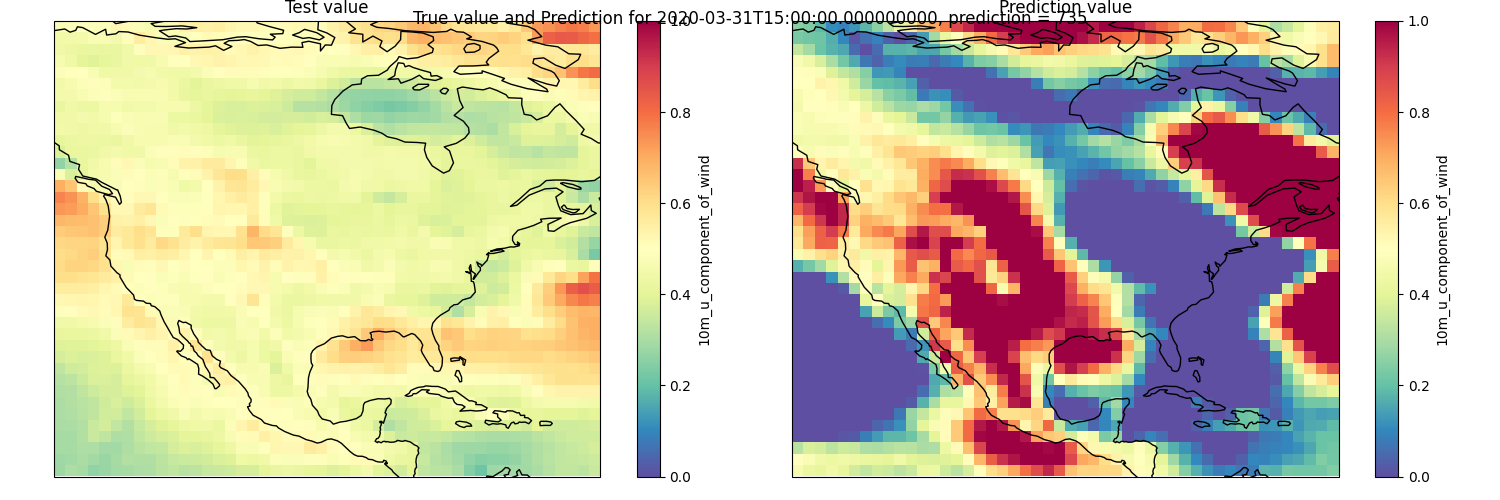 Test value
Prediction value
True value and Prediction for 2020-03-31T15:00:00.000000000, prediction = 735
1.0
0.8
0.6
0.4
0.2
0.0
10m_u_component_of_wind
1.0
0.8
0.6
0.4
0.2
0.0
10m_u_component_of_wind